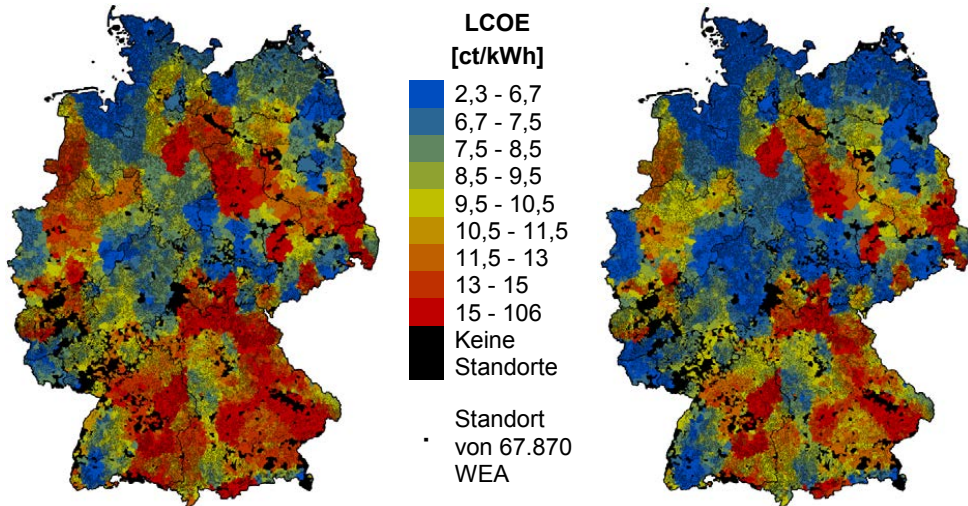 LCOE
[ct/kWh]
2,3 - 6,7
6,7 - 7,5
7,5 - 8,5
8,5 - 9,5
9,5 - 10,5
10,5 - 11,5
11,5 - 13
13 - 15
15 - 106
Keine
Standorte
Standort
von 67.870
WEA